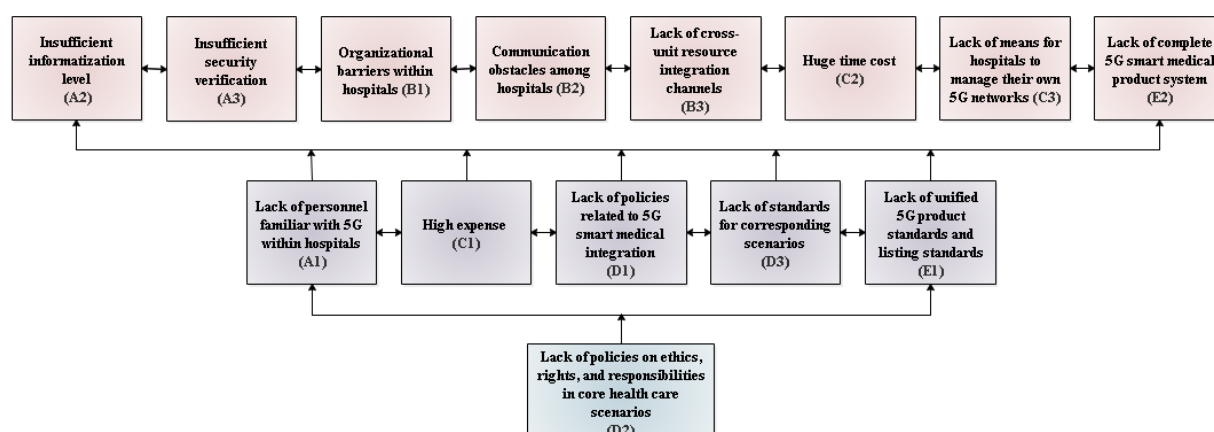 Insufficient
informatization
level
(A2)
Insufficient
security
verification
(A3)
Organizational
barriers within
hospitals (B1)
Communication
obstacles among
hospitals (B2)
Lack of cross-
unit resource
integration
channels
(B3)
Huge time cost
(C2)
Lack of means for
hospitals to
manage their own
5G networks (C3)
Lack of complete
5G smart medical
product system
(E2)
Lack of personnel
familiar with 5G
within hospitals
(A1)
High expense
(C1)
Lack of policies
related to 5G
smart medical
integration
(D1)
Lack of standards
for corresponding
scenarios
(D3)
Lack of unified
5G product
standards and
listing standards
(E1)
Lack of policies on ethics,
rights, and responsibilities
in core health care
scenarios
(D2)